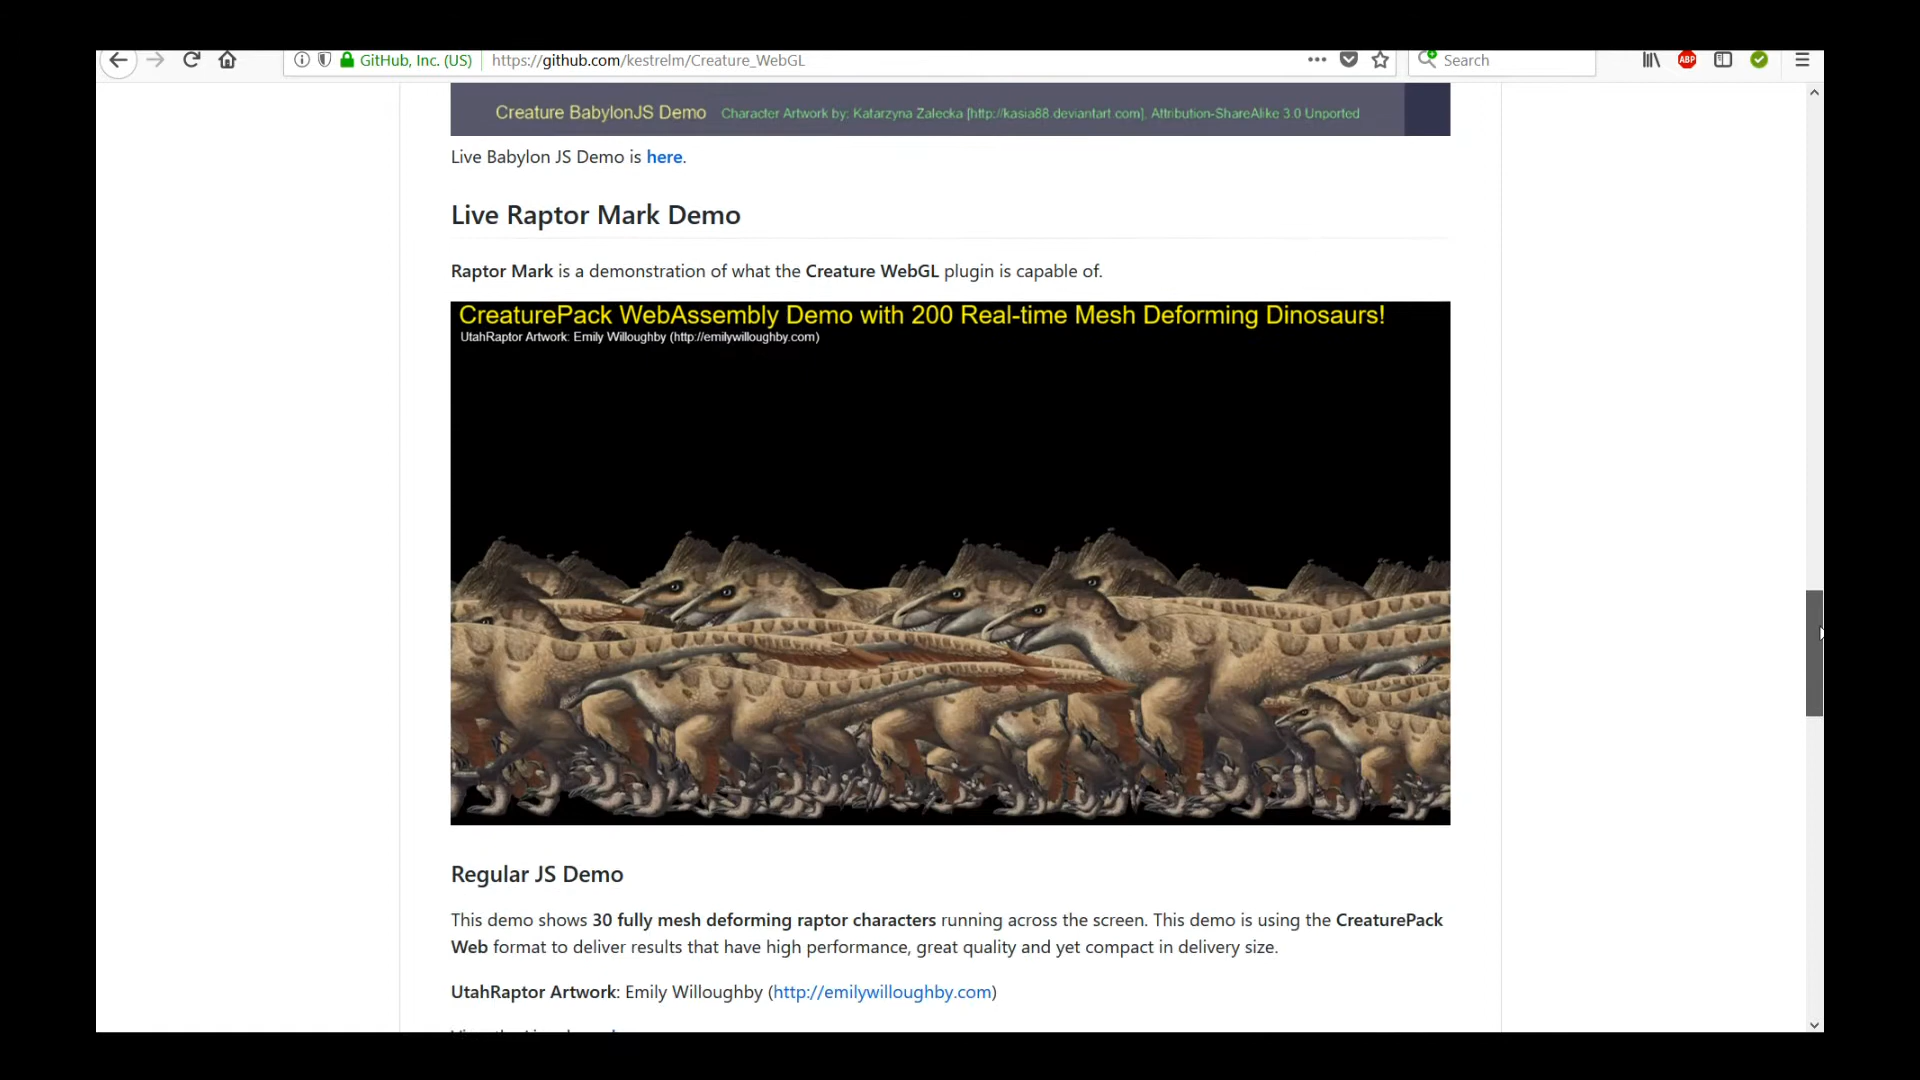 GitHub, Inc. (US) https://github.com/kestrelm/Creature_WebGL Search ABP
Creature BabylonJS Demo Character Artwork by: Katarzyna Zalecka [http://kasia88.deviantart.com]. Attribution-ShareAlike 3.0 Unported
Live Babylon JS Demo is here.
Live Raptor Mark Demo
Raptor Mark is a demonstration of what the Creature WebGL plugin is capable of.
CreaturePack WebAssembly Demo with 200 Real-time Mesh Deforming Dinosaurs!
UtahRaptor Artwork: Emily Willoughby (http://emilywilloughby.com)
Regular JS Demo
This demo shows 30 fully mesh deforming raptor characters running across the screen. This demo is using the CreaturePack
Web format to deliver results that have high performance, great quality and yet compact in delivery size.
UtahRaptor Artwork: Emily Willoughby (http://emilywilloughby.com)